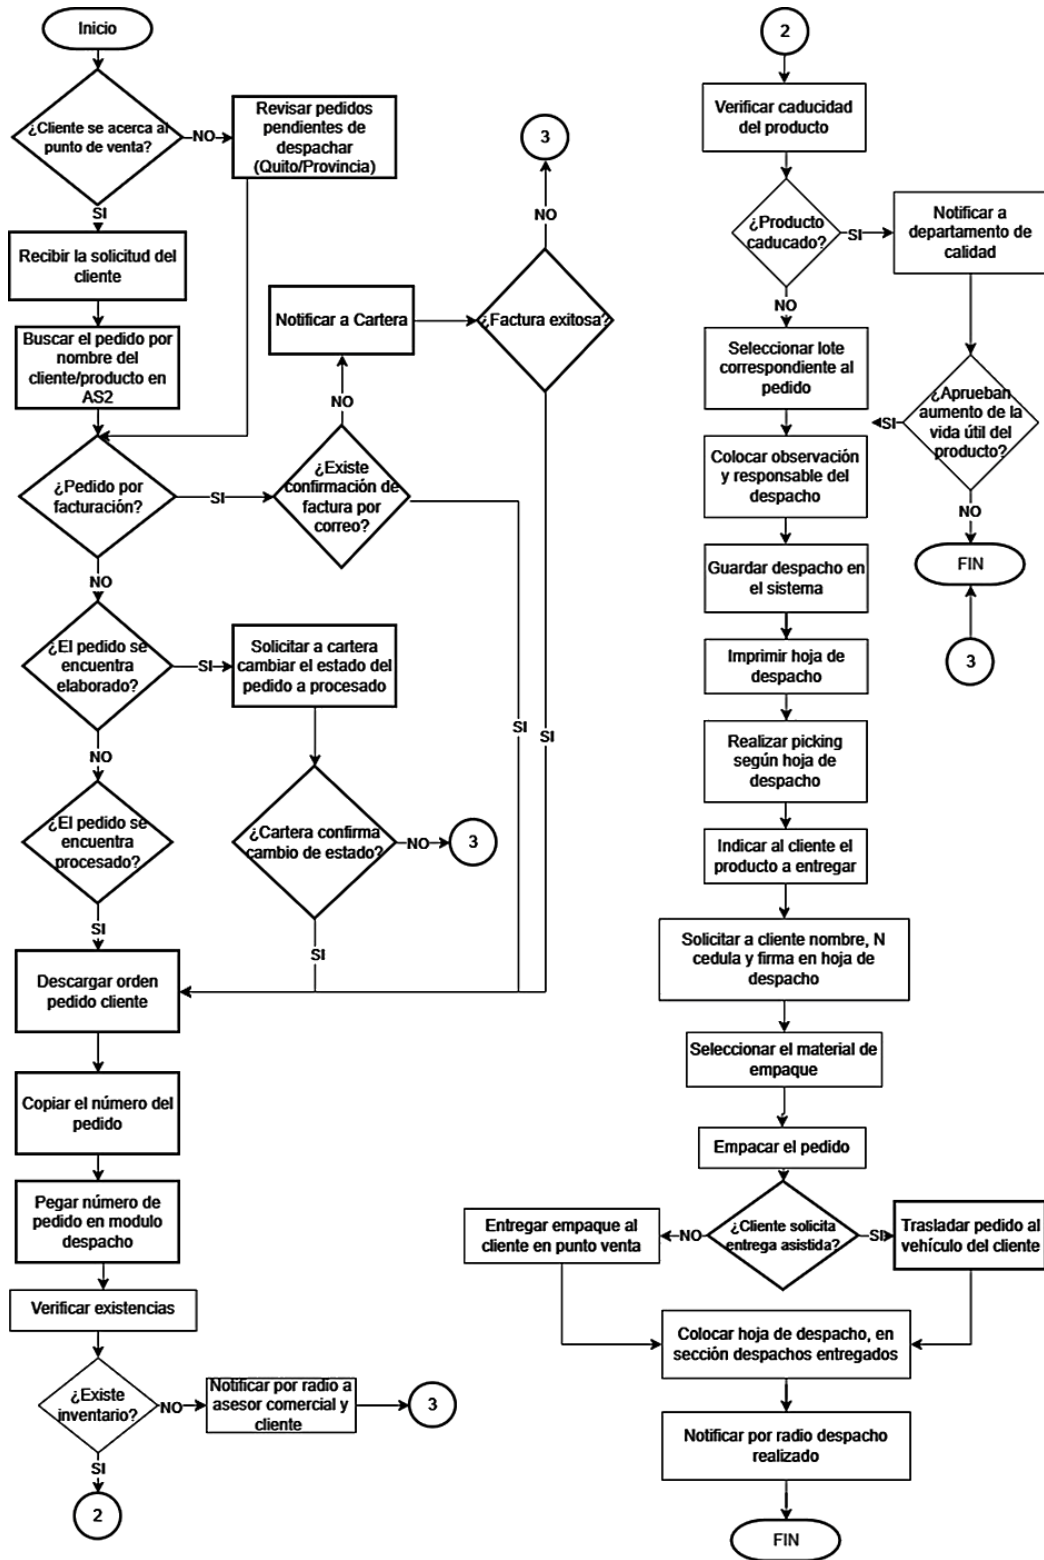 Inicio
¿Cliente se acerca al
punto de venta?
NO
Revisar pedidos
pendientes de
despachar
(Quito/Provincia)
SI
Recibir la solicitud del
cliente
Buscar el pedido por
nombre del
cliente/producto en
AS2
¿Pedido por
facturación?
SI
¿Existe
confirmación de
factura por
correo?
NO
Notificar a Cartera
¿Factura exitosa?
NO
3
SI
SI
NO
¿El pedido se
encuentra
elaborado?
SI
Solicitar a cartera
cambiar el estado del
pedido a procesado
NO
¿El pedido se
encuentra
procesado?
¿Cartera confirma
cambio de estado?
NO
3
SI
SI
Descargar orden
pedido cliente
Copiar el número del
pedido
Pegar número de
pedido en modulo
despacho
Verificar existencias
¿Existe
inventario?
NO
Notificar por radio a
asesor comercial y
cliente
3
SI
2
2
Verificar caducidad
del producto
¿Producto
caducado?
SI
Notificar a
departamento de
calidad
NO
Seleccionar lote
correspondiente al
pedido
¿Aprueban
aumento de la
vida útil del
producto?
SI
NO
FIN
3
Colocar observación
y responsable del
despacho
Guardar despacho en
el sistema
Imprimir hoja de
despacho
Realizar picking
según hoja de
despacho
Indicar al cliente el
producto a entregar
Solicitar a cliente nombre, N
cedula y firma en hoja de
despacho
Seleccionar el material de
empaque
Empacar el pedido
¿Cliente solicita
entrega asistida?
NO
Entregar empaque al
cliente en punto venta
SI
Trasladar pedido al
vehículo del cliente
Colocar hoja de despacho, en
sección despachos entregados
Notificar por radio despacho
realizado
FIN